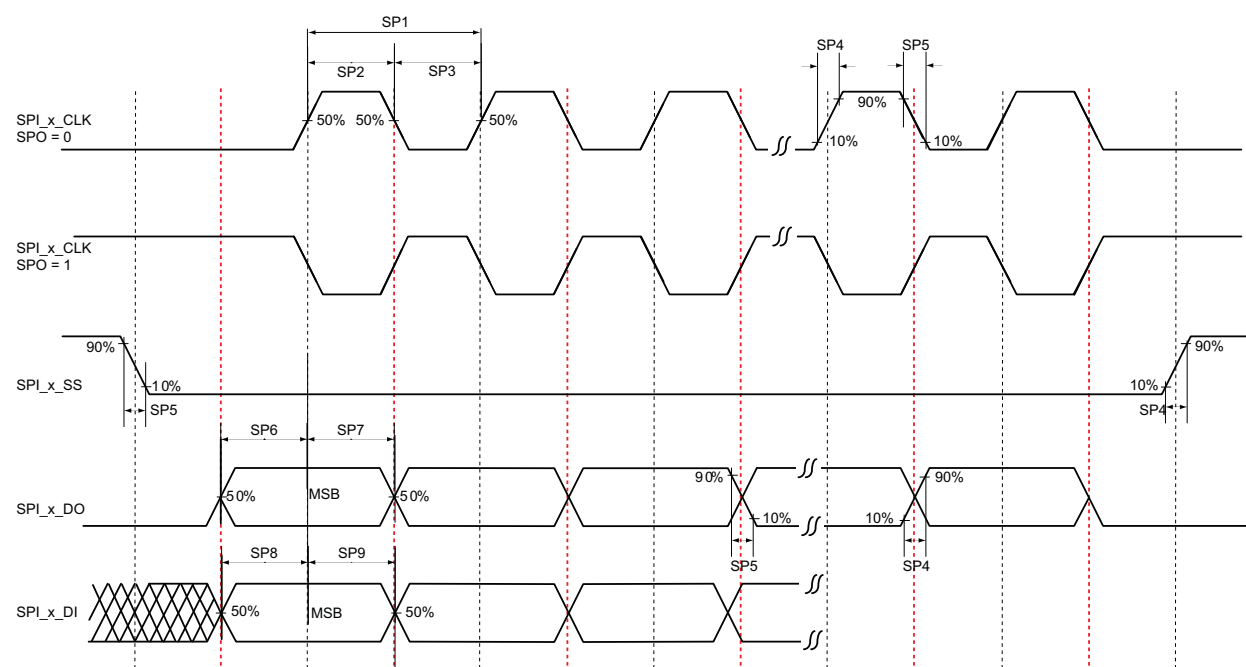 SP1
SP4 SP5
SP2 SP3
90%
SPI_x_CLK
SPO = 0
50% 50% 50%
10% 10%
SPI_x_CLK
SPO = 1
90% 90%
SPI_x_SS
10% 10%
SP5 SP4
SP6 SP7
90% 90%
50% MSB 50%
SPI_x_DO
10% 10%
SP8 SP9
SP5 SP4
SPI_x_DI
50% MSB 50%